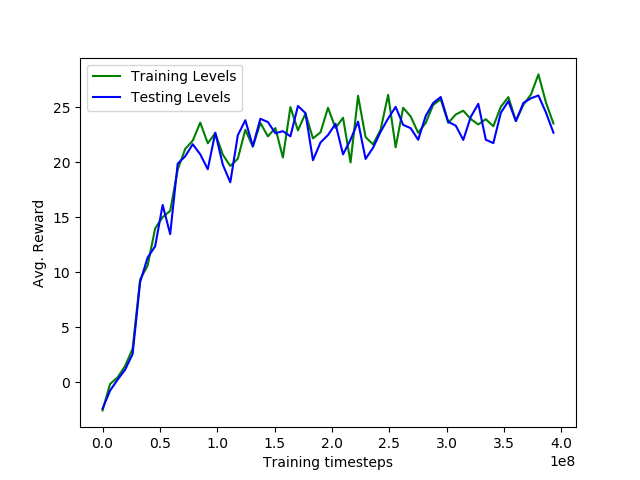 Training Levels
Testing Levels
25
20
15
10
5
0
Avg. Reward
0.0 0.5 1.0 1.5 2.0 2.5 3.0 3.5 4.0
1e8
Training timesteps